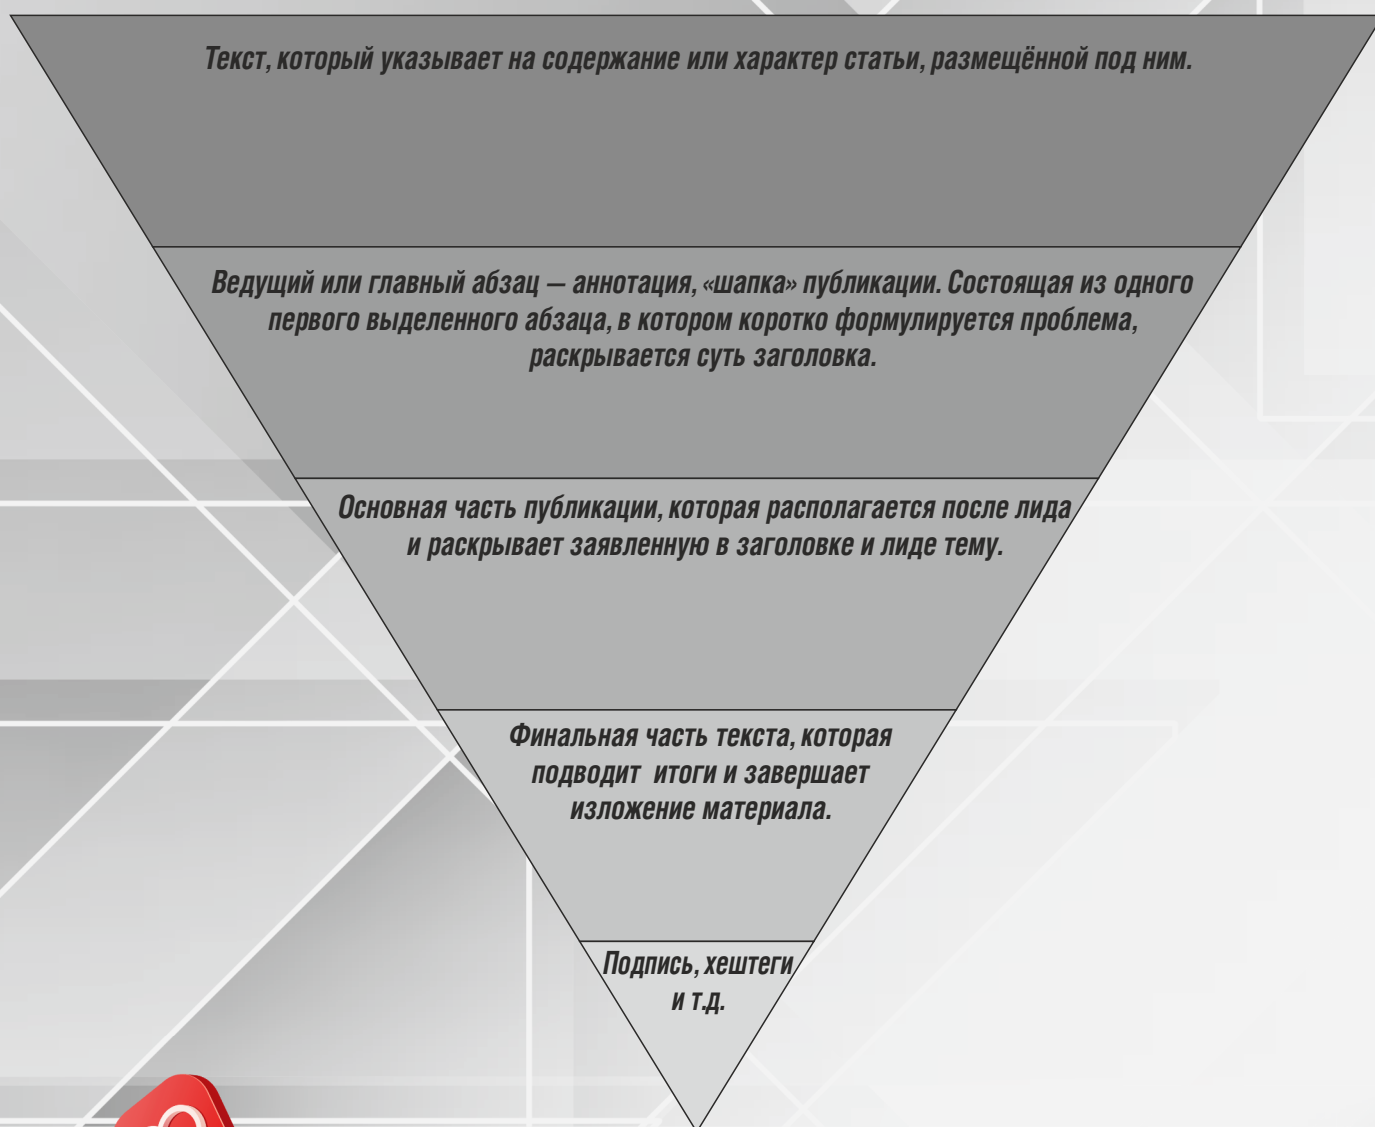 Текст, который указывает на содержание или характер статьи, размещённой под ним.
Ведущий или главный абзац – аннотация, «шапка» публикации. Состоящая из одного
первого выделенного абзаца, в котором коротко формулируется проблема,
раскрывается суть заголовка.
Основная часть публикации, которая располагается после лида
и раскрывает заявленную в заголовке и лиде тему.
Финальная часть текста, которая
подводит итоги и завершает
изложение материала.
Подпись, хештеги
и т.д.